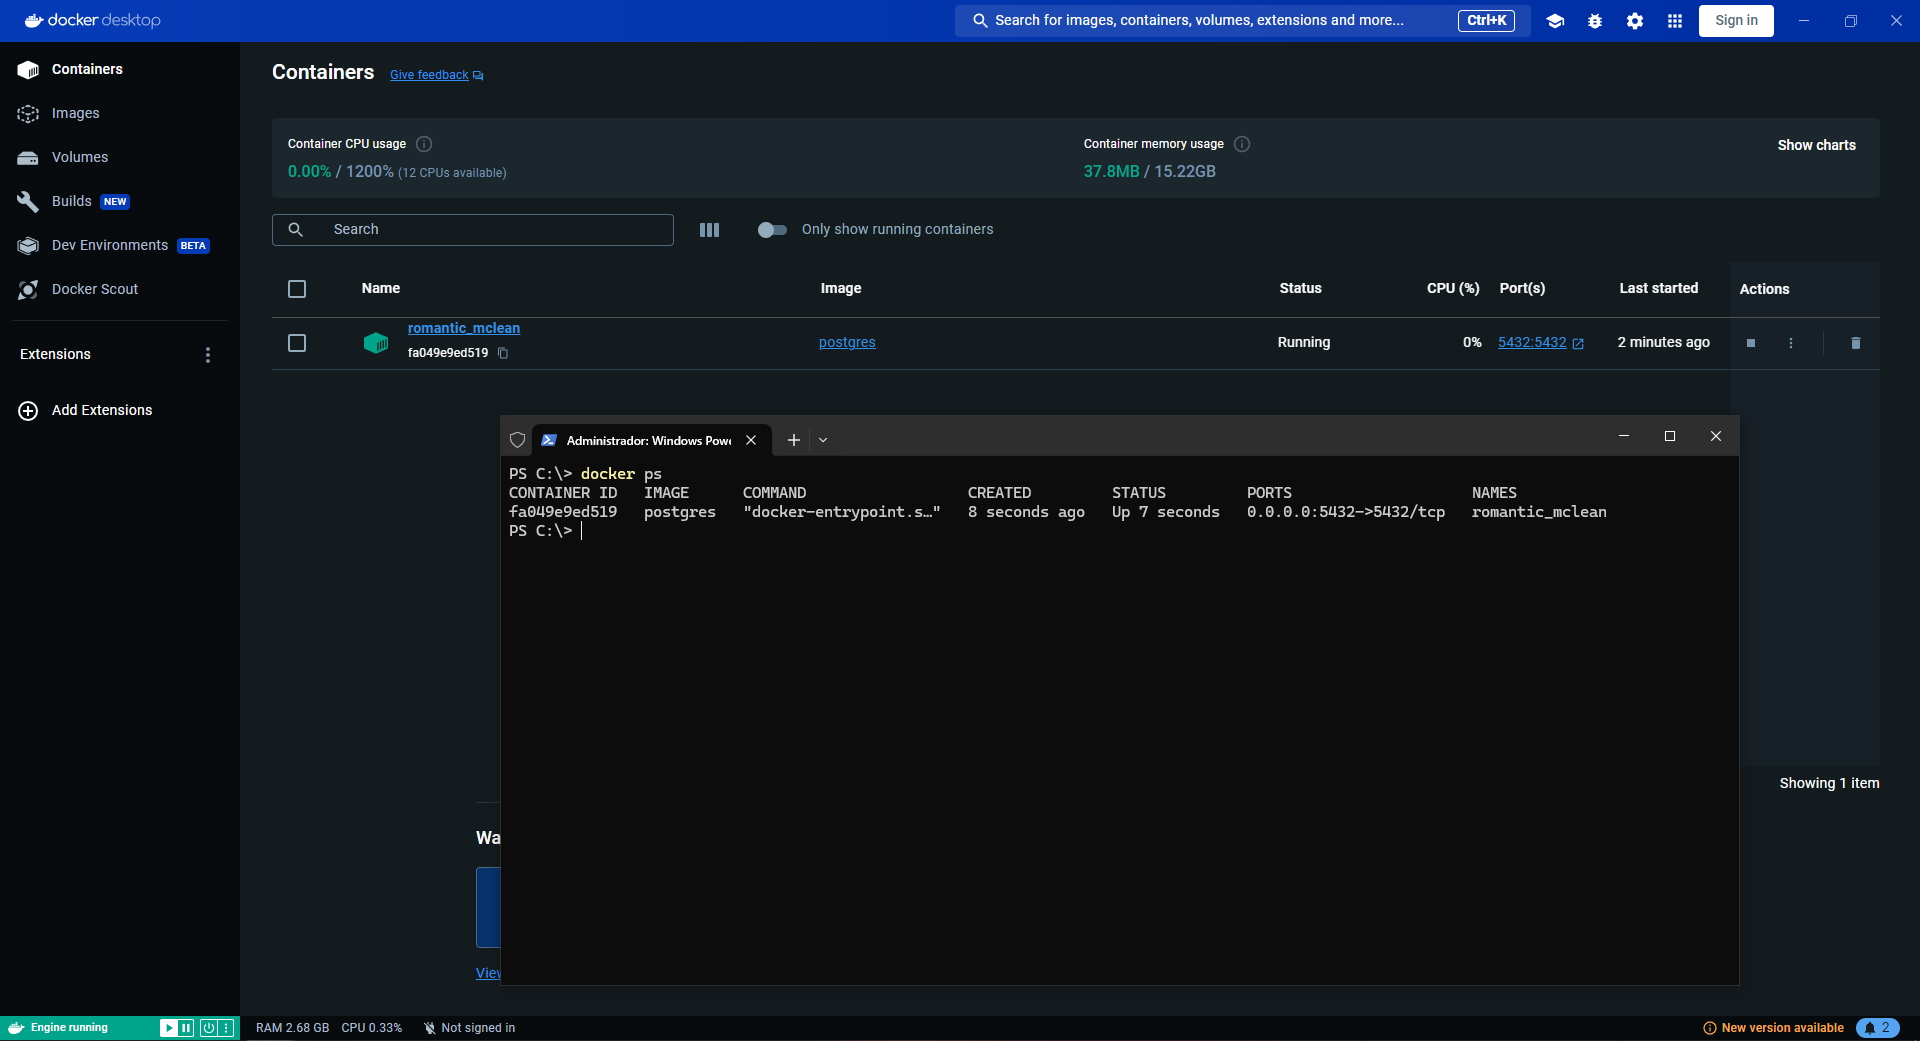 docker desktop
Search for images, containers, volumes, extensions and more... Ctrl+K
Sign in
Containers
Images
Volumes
Builds NEW
Dev Environments BETA
Docker Scout
Extensions
Add Extensions
Containers Give feedback
Container CPU usage
0.00% / 1200% (12 CPUs available)
Container memory usage
37.8MB / 15.22GB
Show charts
Search
Only show running containers
Name Image Status CPU (%) Port(s) Last started Actions
romantic_mclean
fa049e9ed519
postgres Running 0% 5432:5432 2 minutes ago
Administrador: Windows Powe
PS C:\> docker ps
CONTAINER ID IMAGE COMMAND CREATED STATUS PORTS NAMES
fa049e9ed519 postgres "docker-entrypoint.s…" 8 seconds ago Up 7 seconds 0.0.0.0:5432->5432/tcp romantic_mclean
PS C:\>
Showing 1 item
Wa
View
Engine running
RAM 2.68 GB CPU 0.33% Not signed in
New version available
2